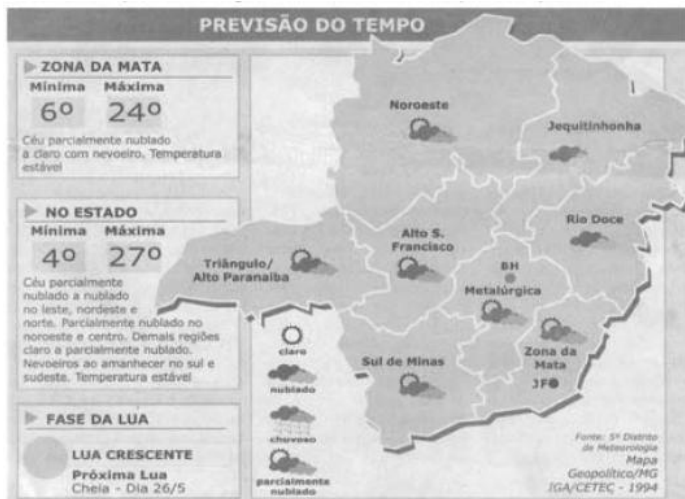 PREVISÃO DO TEMPO
ZONA DA MATA
Mínima Máxima
6º 24º
Céu parcialmente nublado
a claro com nevoeiro. Temperatura
estável
NO ESTADO
Mínima Máxima
4º 27º
Céu parcialmente
nublado a nublado
no leste, nordeste e
norte. Parcialmente nublado no
noroeste e centro. Demais regiões
claro a parcialmente nublado.
Nevoeiros ao amanhecer no sul e
sudeste. Temperatura estável
FASE DA LUA
LUA CRESCENTE
Próxima Lua
Cheia - Dia 26/5
Noroeste
Jequitinhonha
Rio Doce
Alto S.
Francisco
Triângulo/
Alto Paranaíba
BH
Metalúrgica
Zona da
Mata
JF
Sul de Minas
claro
nublado
chuvoso
parcialmente
nublado
Fonte: 5º Distrito
de Meteorologia
Mapa
Geopolítico/MG
IGA/CETEC - 1994